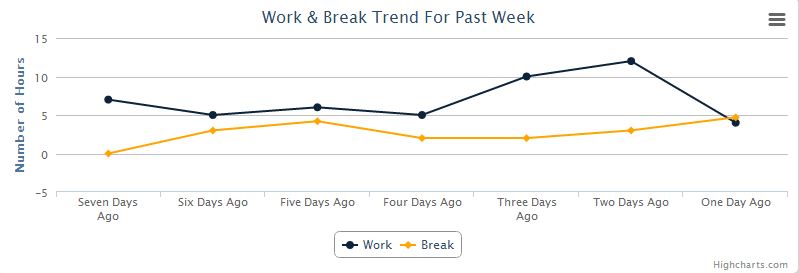 Work & Break Trend For Past Week
Number of Hours
15
10
5
0
−5
Seven Days
Ago
Six Days Ago
Five Days Ago
Four Days Ago
Three Days
Ago
Two Days Ago
One Day Ago
Work
Break
Highcharts.com